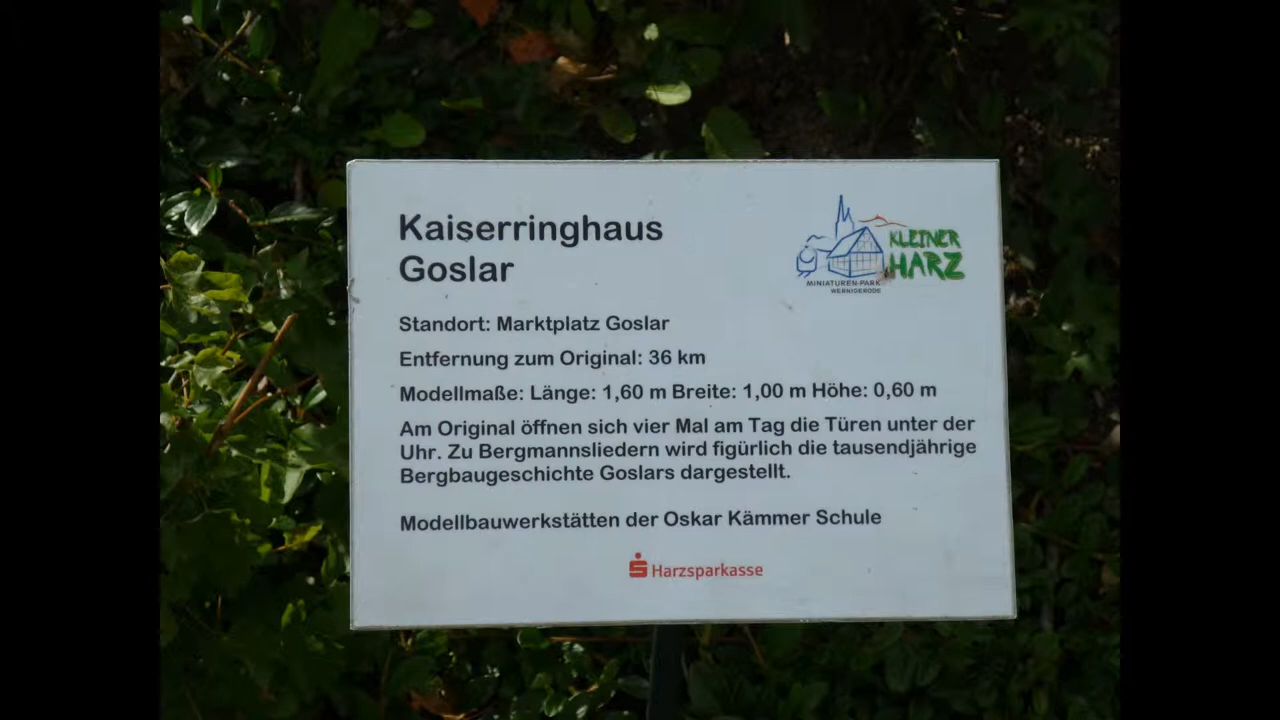 Kaiserringhaus
Goslar
KLEINER
HARZ
MINIATUREN-PARK
WERNIGERODE
Standort: Marktplatz Goslar
Entfernung zum Original: 36 km
Modellmaße: Länge: 1,60 m Breite: 1,00 m Höhe: 0,60 m
Am Original öffnen sich vier Mal am Tag die Türen unter der
Uhr. Zu Bergmannsliedern wird figürlich die tausendjährige
Bergbaugeschichte Goslars dargestellt.
Modellbauwerkstätten der Oskar Kämmer Schule
Harzsparkasse